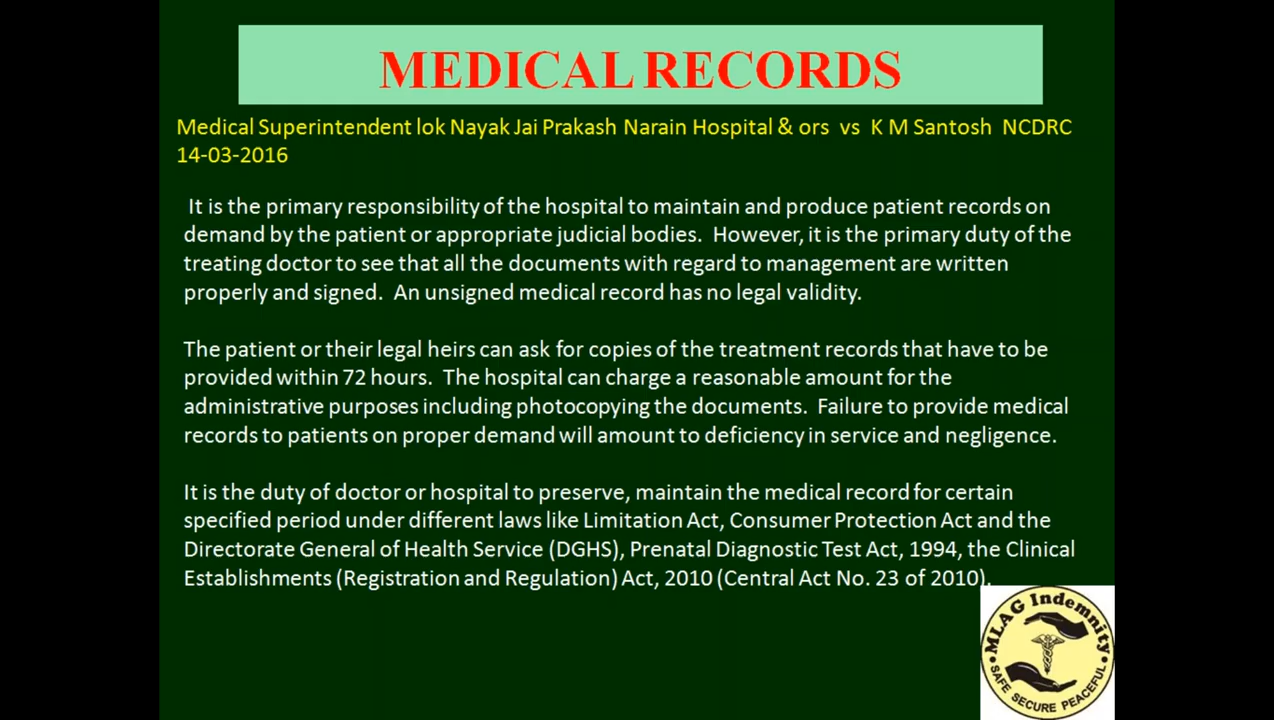 MEDICAL RECORDS
Medical Superintendent lok Nayak Jai Prakash Narain Hospital & ors vs K M Santosh NCDRC
14-03-2016
It is the primary responsibility of the hospital to maintain and produce patient records on
demand by the patient or appropriate judicial bodies. However, it is the primary duty of the
treating doctor to see that all the documents with regard to management are written
properly and signed. An unsigned medical record has no legal validity.
The patient or their legal heirs can ask for copies of the treatment records that have to be
provided within 72 hours. The hospital can charge a reasonable amount for the
administrative purposes including photocopying the documents. Failure to provide medical
records to patients on proper demand will amount to deficiency in service and negligence.
It is the duty of doctor or hospital to preserve, maintain the medical record for certain
specified period under different laws like Limitation Act, Consumer Protection Act and the
Directorate General of Health Service (DGHS), Prenatal Diagnostic Test Act, 1994, the Clinical
Establishments (Registration and Regulation) Act, 2010 (Central Act No. 23 of 2010).
MLAG Indemnity
SAFE SECURE PEACEFUL